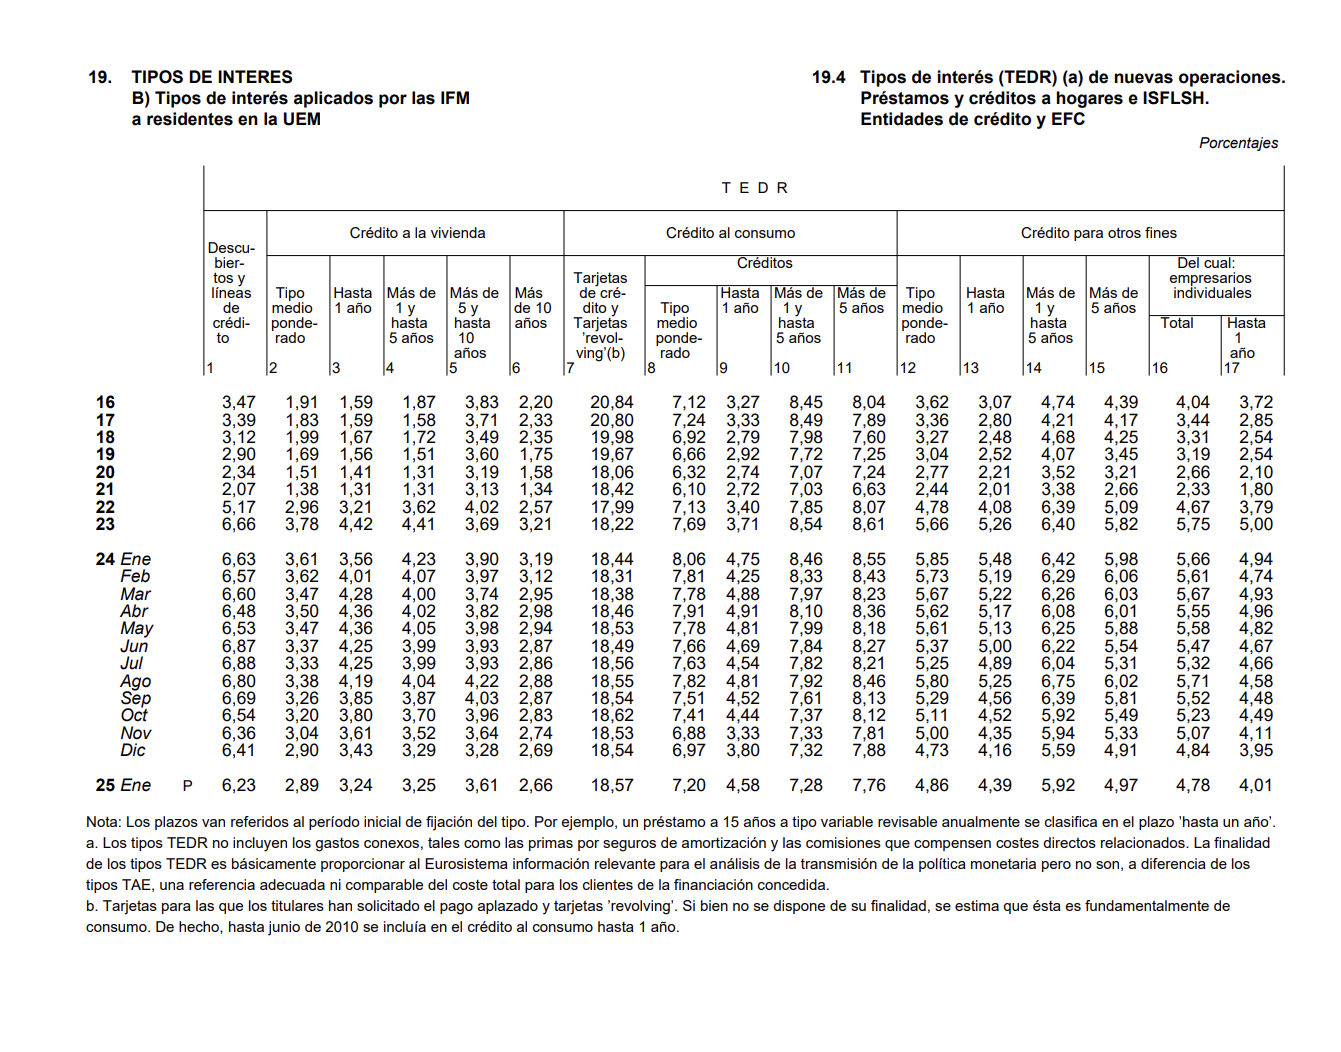 19. TIPOS DE INTERES
B) Tipos de interés aplicados por las IFM
a residentes en la UEM
19.4 Tipos de interés (TEDR) (a) de nuevas operaciones.
Préstamos y créditos a hogares e ISFLSH.
Entidades de crédito y EFC
Porcentajes
T E D R
Descu-
bier-
tos y
líneas
de
crédi-
to
1
Crédito a la vivienda
Tipo
medio
ponde-
rado
2
Hasta
1 año
3
Más de
1 y
hasta
5 años
4
Más de
5 y
hasta
10
años
5
Más
de 10
años
6
Crédito al consumo
Tarjetas
de cré-
dito y
Tarjetas
'revol-
ving'(b)
7
Créditos
Tipo
medio
ponde-
rado
8
Hasta
1 año
9
Más de
1 y
hasta
5 años
10
Más de
5 años
11
Crédito para otros fines
Tipo
medio
ponde-
rado
12
Hasta
1 año
13
Más de
1 y
hasta
5 años
14
Más de
5 años
15
Del cual:
empresarios
individuales
Total
16
Hasta
1
año
17
16 3,47 1,91 1,59 1,87 3,83 2,20 20,84 7,12 3,27 8,45 8,04 3,62 3,07 4,74 4,39 4,04 3,72
17 3,39 1,83 1,59 1,58 3,71 2,33 20,80 7,24 3,33 8,49 7,89 3,36 2,80 4,21 4,17 3,44 2,85
18 3,12 1,99 1,67 1,72 3,49 2,35 19,98 6,92 2,79 7,98 7,60 3,27 2,48 4,68 4,25 3,31 2,54
19 2,90 1,69 1,56 1,51 3,60 1,75 19,67 6,66 2,92 7,72 7,25 3,04 2,52 4,07 3,45 3,19 2,54
20 2,34 1,51 1,41 1,31 3,19 1,58 18,06 6,32 2,74 7,07 7,24 2,77 2,21 3,52 3,21 2,66 2,10
21 2,07 1,38 1,31 1,31 3,13 1,34 18,42 6,10 2,72 7,03 6,63 2,44 2,01 3,38 2,66 2,33 1,80
22 5,17 2,96 3,21 3,62 4,02 2,57 17,99 7,13 3,40 7,85 8,07 4,78 4,08 6,39 5,09 4,67 3,79
23 6,66 3,78 4,42 4,41 3,69 3,21 18,22 7,69 3,71 8,54 8,61 5,66 5,26 6,40 5,82 5,75 5,00
24 Ene 6,63 3,61 3,56 4,23 3,90 3,19 18,44 8,06 4,75 8,46 8,55 5,85 5,48 6,42 5,98 5,66 4,94
Feb 6,57 3,62 4,01 4,07 3,97 3,12 18,31 7,81 4,25 8,33 8,43 5,73 5,19 6,29 6,06 5,61 4,74
Mar 6,60 3,47 4,28 4,00 3,74 2,95 18,38 7,78 4,88 7,97 8,23 5,67 5,22 6,26 6,03 5,67 4,93
Abr 6,48 3,50 4,36 4,02 3,82 2,98 18,46 7,91 4,91 8,10 8,36 5,62 5,17 6,08 6,01 5,55 4,96
May 6,53 3,47 4,36 4,05 3,98 2,94 18,53 7,78 4,81 7,99 8,18 5,61 5,13 6,25 5,88 5,58 4,82
Jun 6,87 3,37 4,25 3,99 3,93 2,87 18,49 7,66 4,69 7,84 8,27 5,37 5,00 6,22 5,54 5,47 4,67
Jul 6,88 3,33 4,25 3,99 3,93 2,86 18,56 7,63 4,54 7,82 8,21 5,25 4,89 6,04 5,31 5,32 4,66
Ago 6,80 3,38 4,19 4,04 4,22 2,88 18,55 7,82 4,81 7,92 8,46 5,80 5,25 6,75 6,02 5,71 4,58
Sep 6,69 3,26 3,85 3,87 4,03 2,87 18,54 7,51 4,52 7,61 8,13 5,29 4,56 6,39 5,81 5,52 4,48
Oct 6,54 3,20 3,80 3,70 3,96 2,83 18,62 7,41 4,44 7,37 8,12 5,11 4,52 5,92 5,49 5,23 4,49
Nov 6,36 3,04 3,61 3,52 3,64 2,74 18,53 6,88 3,33 7,33 7,81 5,00 4,35 5,94 5,33 5,07 4,11
Dic 6,41 2,90 3,43 3,29 3,28 2,69 18,54 6,97 3,80 7,32 7,88 4,73 4,16 5,59 4,91 4,84 3,95
25 Ene P 6,23 2,89 3,24 3,25 3,61 2,66 18,57 7,20 4,58 7,28 7,76 4,86 4,39 5,92 4,97 4,78 4,01
Nota: Los plazos van referidos al período inicial de fijación del tipo. Por ejemplo, un préstamo a 15 años a tipo variable revisable anualmente se clasifica en el plazo 'hasta un año'.
a. Los tipos TEDR no incluyen los gastos conexos, tales como las primas por seguros de amortización y las comisiones que compensen costes directos relacionados. La finalidad
de los tipos TEDR es básicamente proporcionar al Eurosistema información relevante para el análisis de la transmisión de la política monetaria pero no son, a diferencia de los
tipos TAE, una referencia adecuada ni comparable del coste total para los clientes de la financiación concedida.
b. Tarjetas para las que los titulares han solicitado el pago aplazado y tarjetas 'revolving'. Si bien no se dispone de su finalidad, se estima que ésta es fundamentalmente de
consumo. De hecho, hasta junio de 2010 se incluía en el crédito al consumo hasta 1 año.